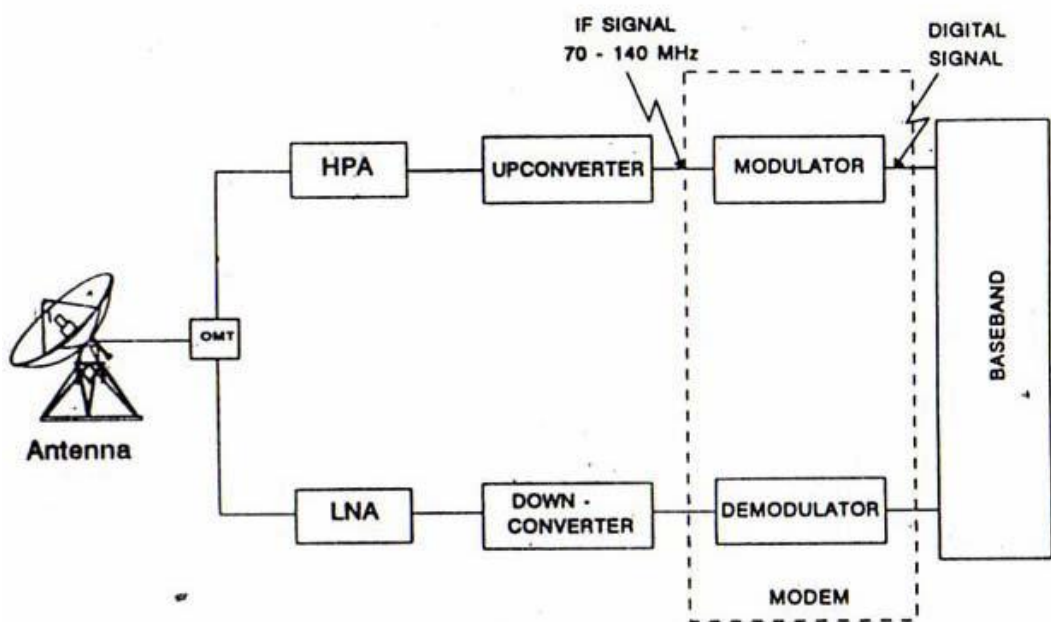 IF SIGNAL
70 - 140 MHz
DIGITAL
SIGNAL
HPA
UPCONVERTER
MODULATOR
OMT
Antenna
BASEBAND
LNA
DOWN -
CONVERTER
DEMODULATOR
MODEM